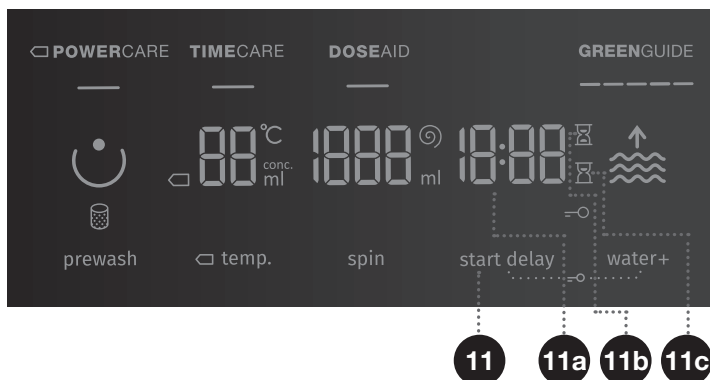 POWERCARE TIMECARE DOSEAID GREENGUIDE
88 °C conc. ml 1888 ml 18:88
prewash temp. spin start delay water+
11 11a 11b 11c